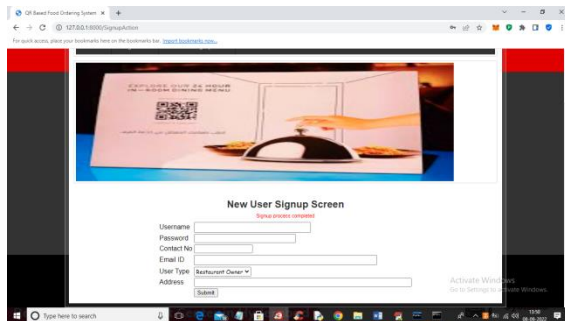 QR Based Food Ordering System
127.0.0.1:8000/SignupAction
For quick access, place your bookmarks here on the bookmarks bar. Import bookmarks now...
EXPLORE OUR 24 HOUR
IN-ROOM DINING MENU
New User Signup Screen
Signup process completed
Username
Password
Contact No
Email ID
User Type Restaurant Owner
Address
Submit
Activate Windows
Go to Settings to activate Windows.
Type here to search
10:50